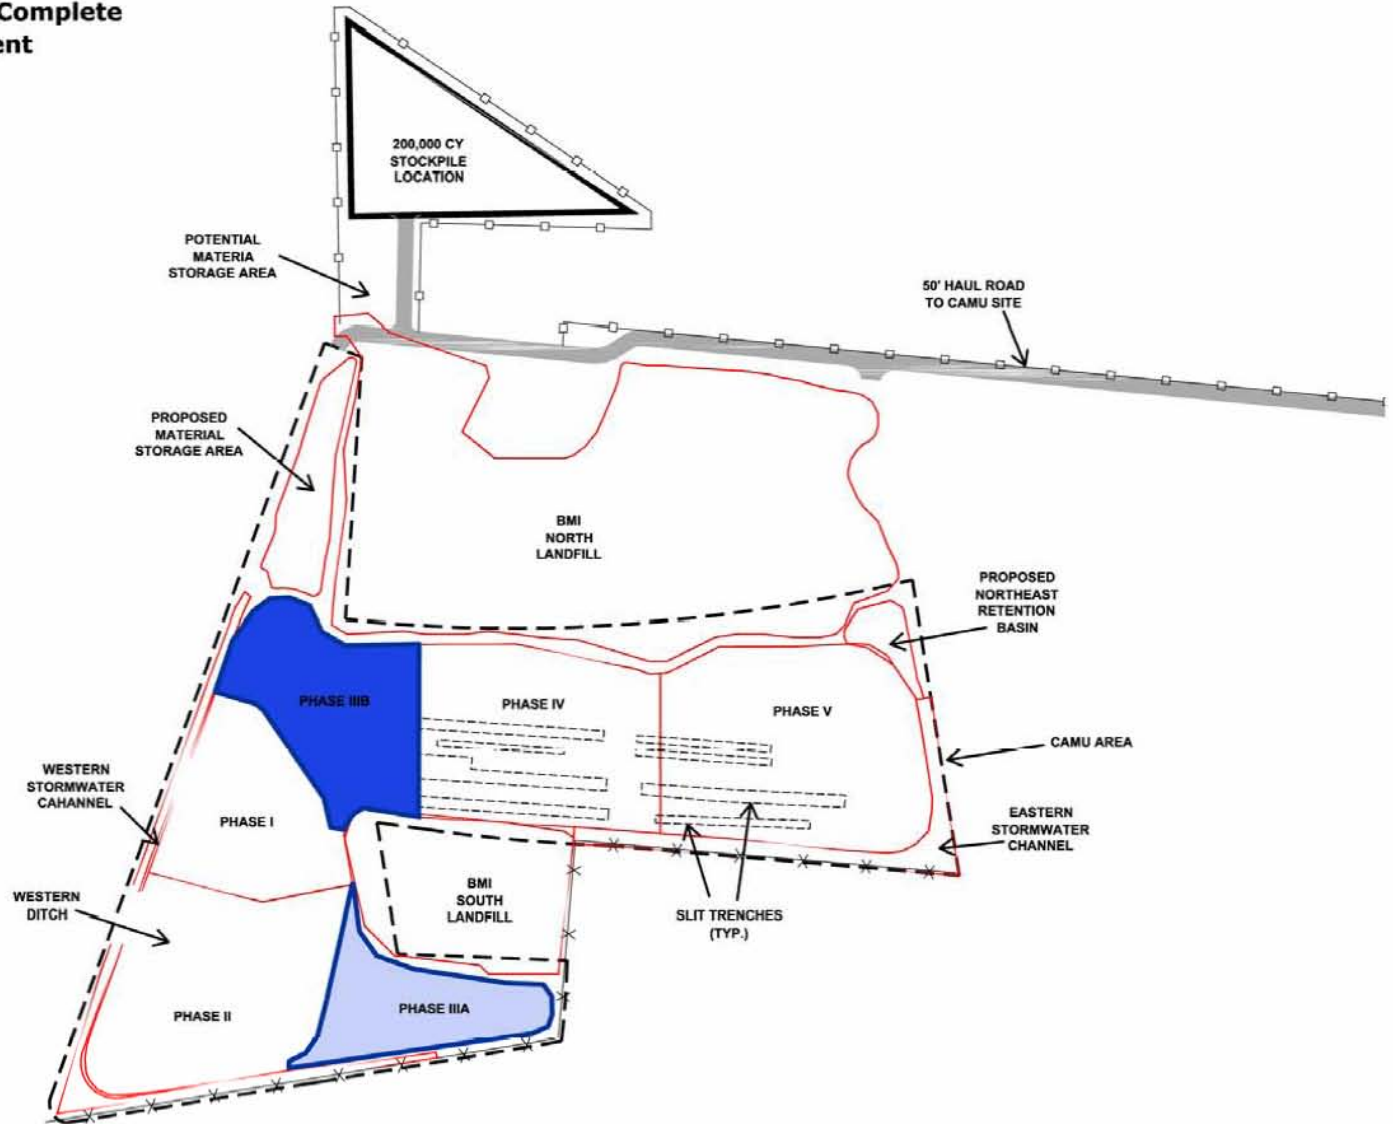 Complete
ent
200,000 CY
STOCKPILE
LOCATION
POTENTIAL
MATERIA
STORAGE AREA
50' HAUL ROAD
TO CAMU SITE
PROPOSED
MATERIAL
STORAGE AREA
BMI
NORTH
LANDFILL
PROPOSED
NORTHEAST
RETENTION
BASIN
PHASE IIIB
PHASE IV
PHASE V
CAMU AREA
WESTERN
STORMWATER
CAHANNEL
PHASE I
EASTERN
STORMWATER
CHANNEL
BMI
SOUTH
LANDFILL
WESTERN
DITCH
SLIT TRENCHES
(TYP.)
PHASE II
PHASE IIIA